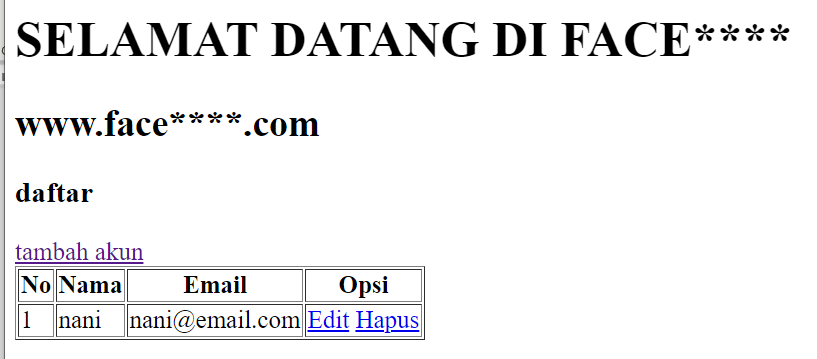 SELAMAT DATANG DI FACE****
www.face****.com
daftar
tambah akun
No Nama Email Opsi
1 nani nani@email.com Edit Hapus